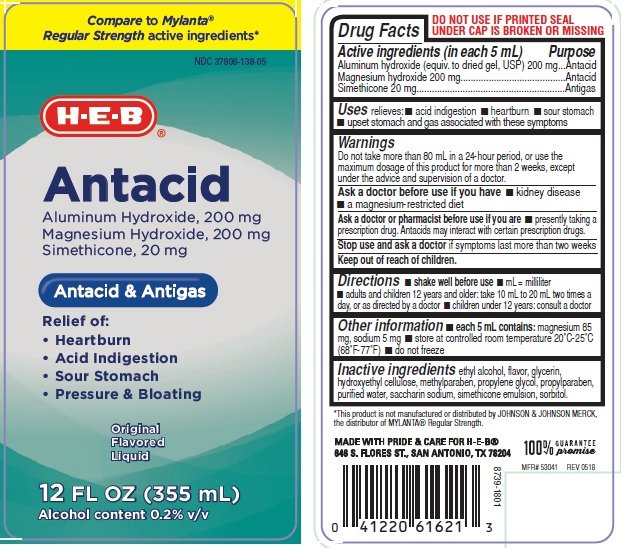 Compare to Mylanta®
Regular Strength active ingredients*
NDC 37808-138-05
H-E-B®
Antacid
Aluminum Hydroxide, 200 mg
Magnesium Hydroxide, 200 mg
Simethicone, 20 mg
Antacid & Antigas
Relief of:
• Heartburn
• Acid Indigestion
• Sour Stomach
• Pressure & Bloating
Original
Flavored
Liquid
12 FL OZ (355 mL)
Alcohol content 0.2% v/v
Drug Facts
DO NOT USE IF PRINTED SEAL
UNDER CAP IS BROKEN OR MISSING
Active ingredients (in each 5 mL) Purpose
Aluminum hydroxide (equiv. to dried gel, USP) 200 mg...Antacid
Magnesium hydroxide 200 mg......................................Antacid
Simethicone 20 mg......................................................Antigas
Uses relieves: ■ acid indigestion ■ heartburn ■ sour stomach
■ upset stomach and gas associated with these symptoms
Warnings
Do not take more than 80 mL in a 24-hour period, or use the
maximum dosage of this product for more than 2 weeks, except
under the advice and supervision of a doctor.
Ask a doctor before use if you have ■ kidney disease
■ a magnesium-restricted diet
Ask a doctor or pharmacist before use if you are ■ presently taking a
prescription drug. Antacids may interact with certain prescription drugs.
Stop use and ask a doctor if symptoms last more than two weeks
Keep out of reach of children.
Directions ■ shake well before use ■ mL = milliliter
■ adults and children 12 years and older: take 10 mL to 20 mL two times a
day, or as directed by a doctor ■ children under 12 years: consult a doctor
Other information ■ each 5 mL contains: magnesium 85
mg, sodium 5 mg ■ store at controlled room temperature 20˚C-25˚C
(68˚F-77˚F) ■ do not freeze
Inactive ingredients ethyl alcohol, flavor, glycerin,
hydroxyethyl cellulose, methylparaben, propylene glycol, propylparaben,
purified water, saccharin sodium, simethicone emulsion, sorbitol.
*This product is not manufactured or distributed by JOHNSON & JOHNSON MERCK,
the distributor of MYLANTA® Regular Strength.
MADE WITH PRIDE & CARE FOR H-E-B®
646 S. FLORES ST., SAN ANTONIO, TX 78204
100% GUARANTEE
promise
MFR# 53041 REV 0518
8739-1801
0 41220 61621 3